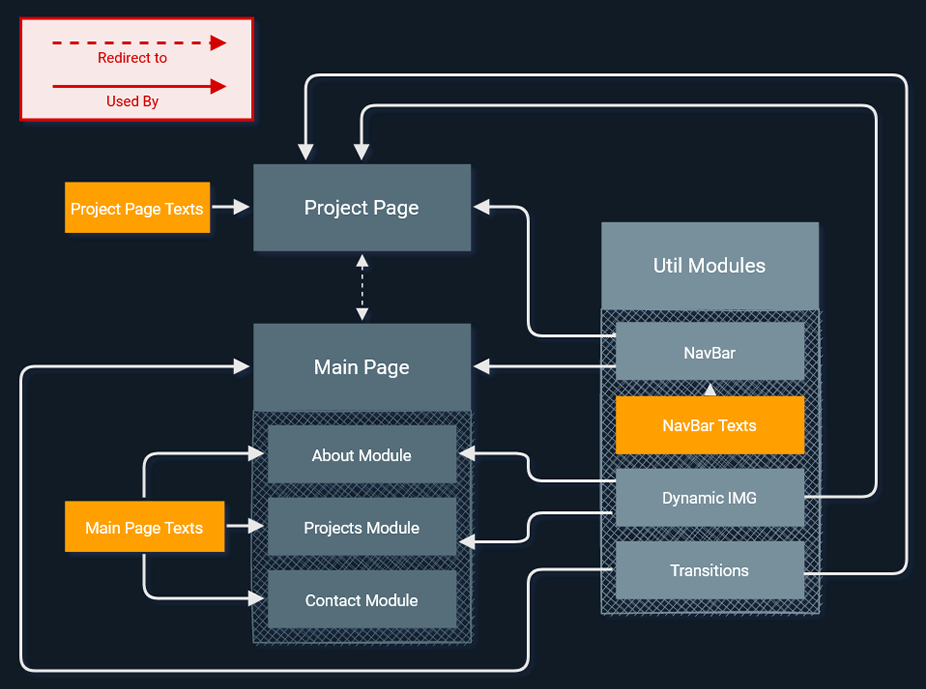 Redirect to
Used By
Project Page Texts
Project Page
Util Modules
NavBar
Main Page
NavBar Texts
About Module
Dynamic IMG
Main Page Texts
Projects Module
Transitions
Contact Module